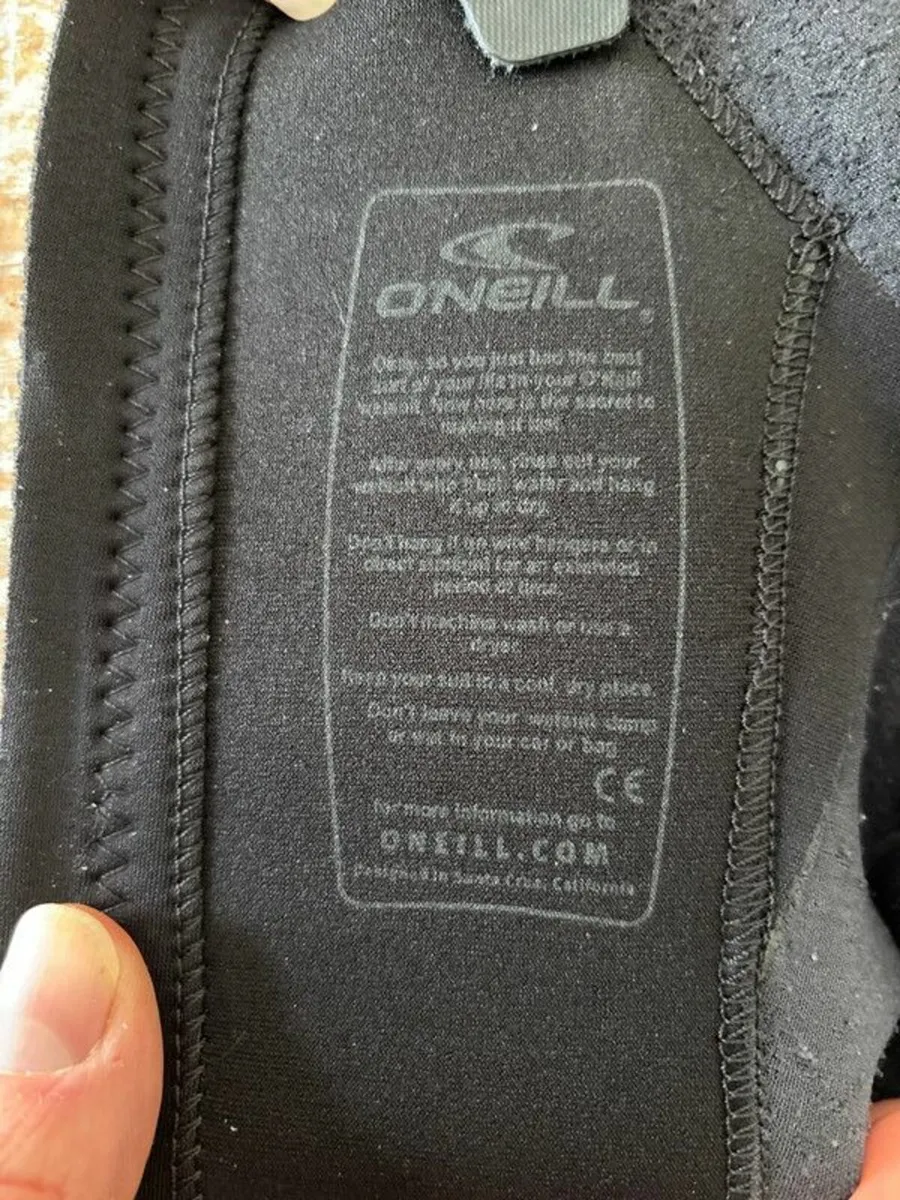 O'NEILL
Okay, so you just had the best
surf of your life in your O'Neill
wetsuit. Now here is the secret to
making it last.
After every use, rinse out your
wetsuit with fresh water and hang
it up to dry.
Don't hang it on wire hangers or in
direct sunlight for an extended
period of time.
Don't machine wash or use a
dryer.
Keep your suit in a cool, dry place.
Don't leave your wetsuit damp
or wet in your car or bag
CE
For more information go to
ONEILL.COM
Designed in Santa Cruz, California